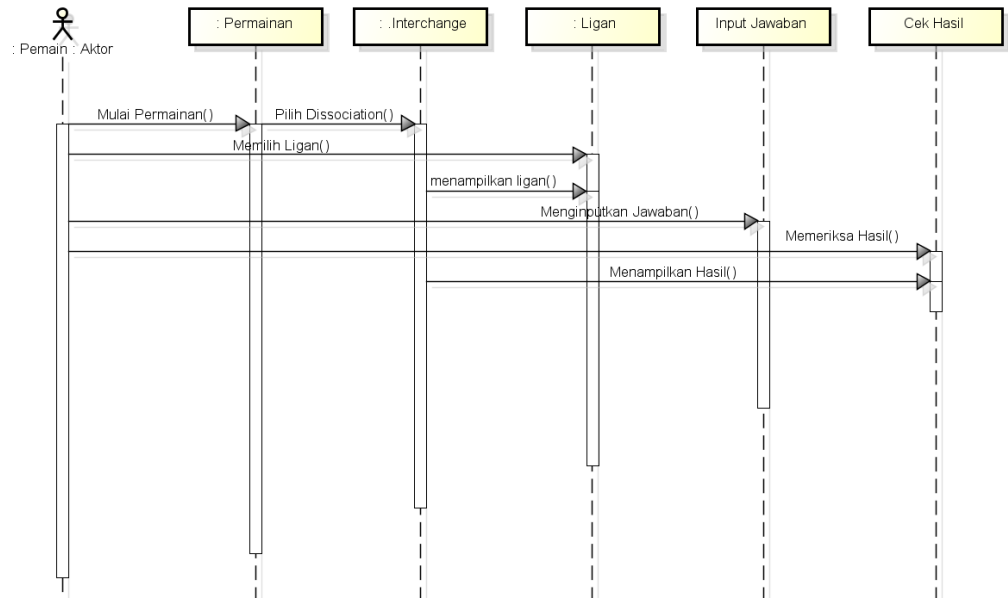 : Permainan
: .Interchange
: Ligan
Input Jawaban
Cek Hasil
: Pemain : Aktor
Mulai Permainan()
Pilih Dissociation()
Memilih Ligan()
menampilkan ligan()
Menginputkan Jawaban()
Memeriksa Hasil()
Menampilkan Hasil()